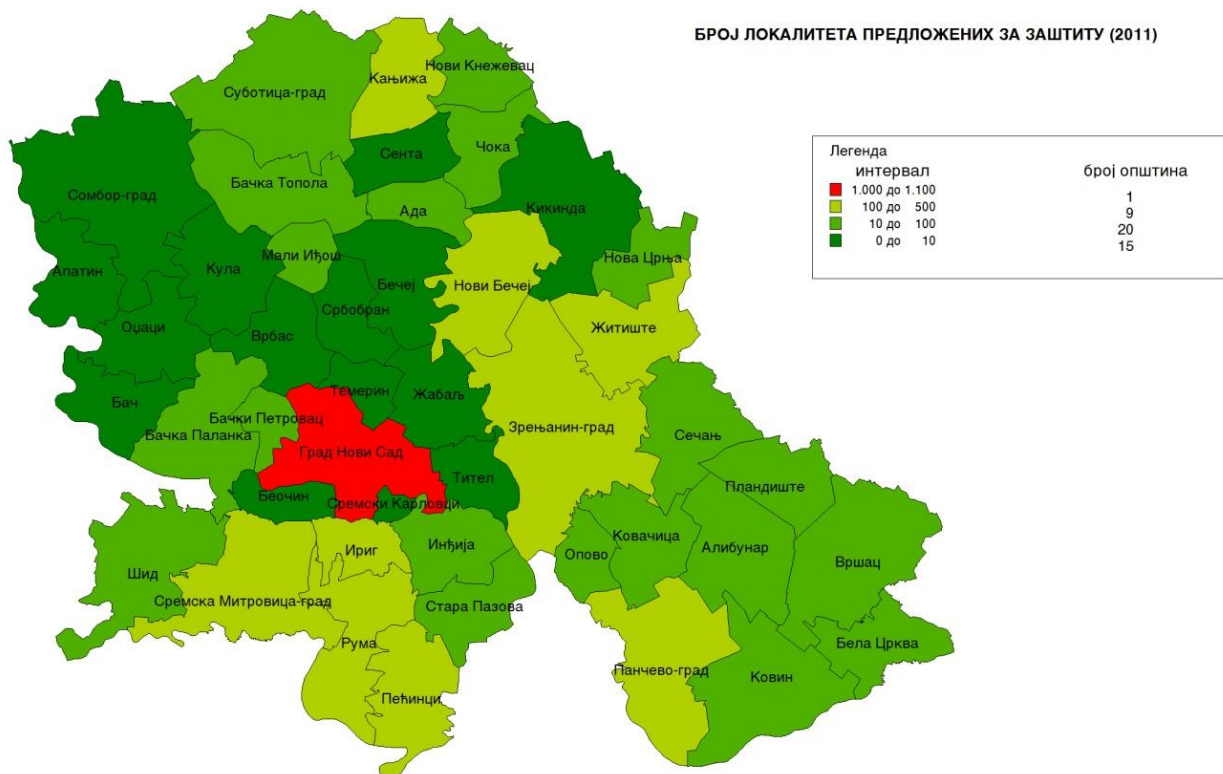 БРОЈ ЛОКАЛИТЕТА ПРЕДЛОЖЕНИХ ЗА ЗАШТИТУ (2011)
Легенда
интервал број општина
1.000 до 1.100 1
100 до 500 9
10 до 100 20
0 до 10 15
Кањижа
Нови Кнежевац
Суботица-град
Сента
Чока
Бачка Топола
Сомбор-град
Ада
Кикинда
Мали Иђош
Нова Црња
Апатин
Кула
Бечеј
Нови Бечеј
Србобран
Житиште
Оџаци
Врбас
Темерин
Жабаљ
Бач
Бачки Петровац
Бачка Паланка
Зрењанин-град
Сечањ
Град Нови Сад
Тител
Пландиште
Беочин
Сремски Карловци
Ириг
Инђија
Опово
Ковачица
Алибунар
Вршац
Шид
Сремска Митровица-град
Стара Пазова
Рума
Бела Црква
Панчево-град
Ковин
Пећинци